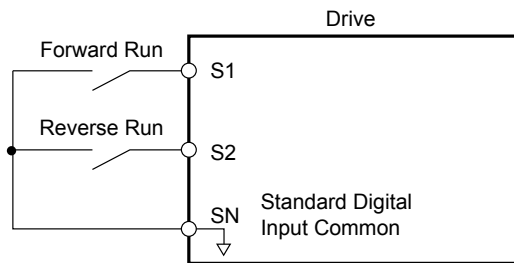 Drive
Forward Run
S1
Reverse Run
S2
SN
Standard Digital
Input Common